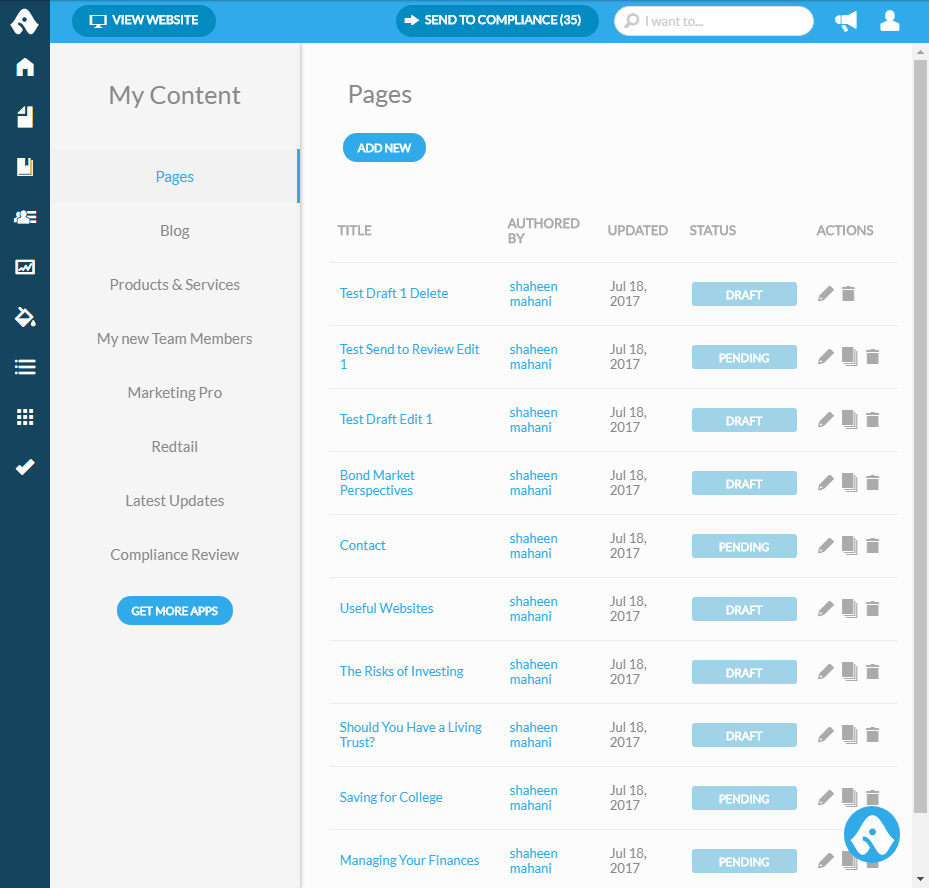 VIEW WEBSITE
SEND TO COMPLIANCE (35)
I want to...
My Content
Pages
Blog
Products & Services
My new Team Members
Marketing Pro
Redtail
Latest Updates
Compliance Review
GET MORE APPS
Pages
ADD NEW
TITLE
AUTHORED
BY
UPDATED
STATUS
ACTIONS
Test Draft 1 Delete
shaheen
mahani
Jul 18,
2017
DRAFT
Test Send to Review Edit
1
shaheen
mahani
Jul 18,
2017
PENDING
Test Draft Edit 1
shaheen
mahani
Jul 18,
2017
DRAFT
Bond Market
Perspectives
shaheen
mahani
Jul 18,
2017
DRAFT
Contact
shaheen
mahani
Jul 18,
2017
PENDING
Useful Websites
shaheen
mahani
Jul 18,
2017
DRAFT
The Risks of Investing
shaheen
mahani
Jul 18,
2017
DRAFT
Should You Have a Living
Trust?
shaheen
mahani
Jul 18,
2017
DRAFT
Saving for College
shaheen
mahani
Jul 18,
2017
PENDING
Managing Your Finances
shaheen
mahani
Jul 18,
2017
PENDING